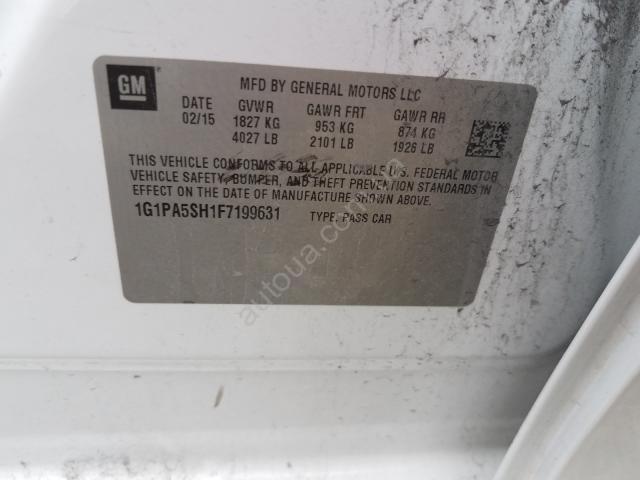 GM
MFD BY GENERAL MOTORS LLC
DATE GVWR GAWR FRT GAWR RR
02/15 1827 KG 953 KG 874 KG
4027 LB 2101 LB 1926 LB
THIS VEHICLE CONFORMS TO ALL APPLICABLE U.S. FEDERAL MOTOR
VEHICLE SAFETY, BUMPER, AND THEFT PREVENTION STANDARDS IN
EFFECT ON THE DATE OF MANUFACTURE SHOWN ABOVE.
1G1PA5SH1F7199631 TYPE: PASS CAR
autoua.com